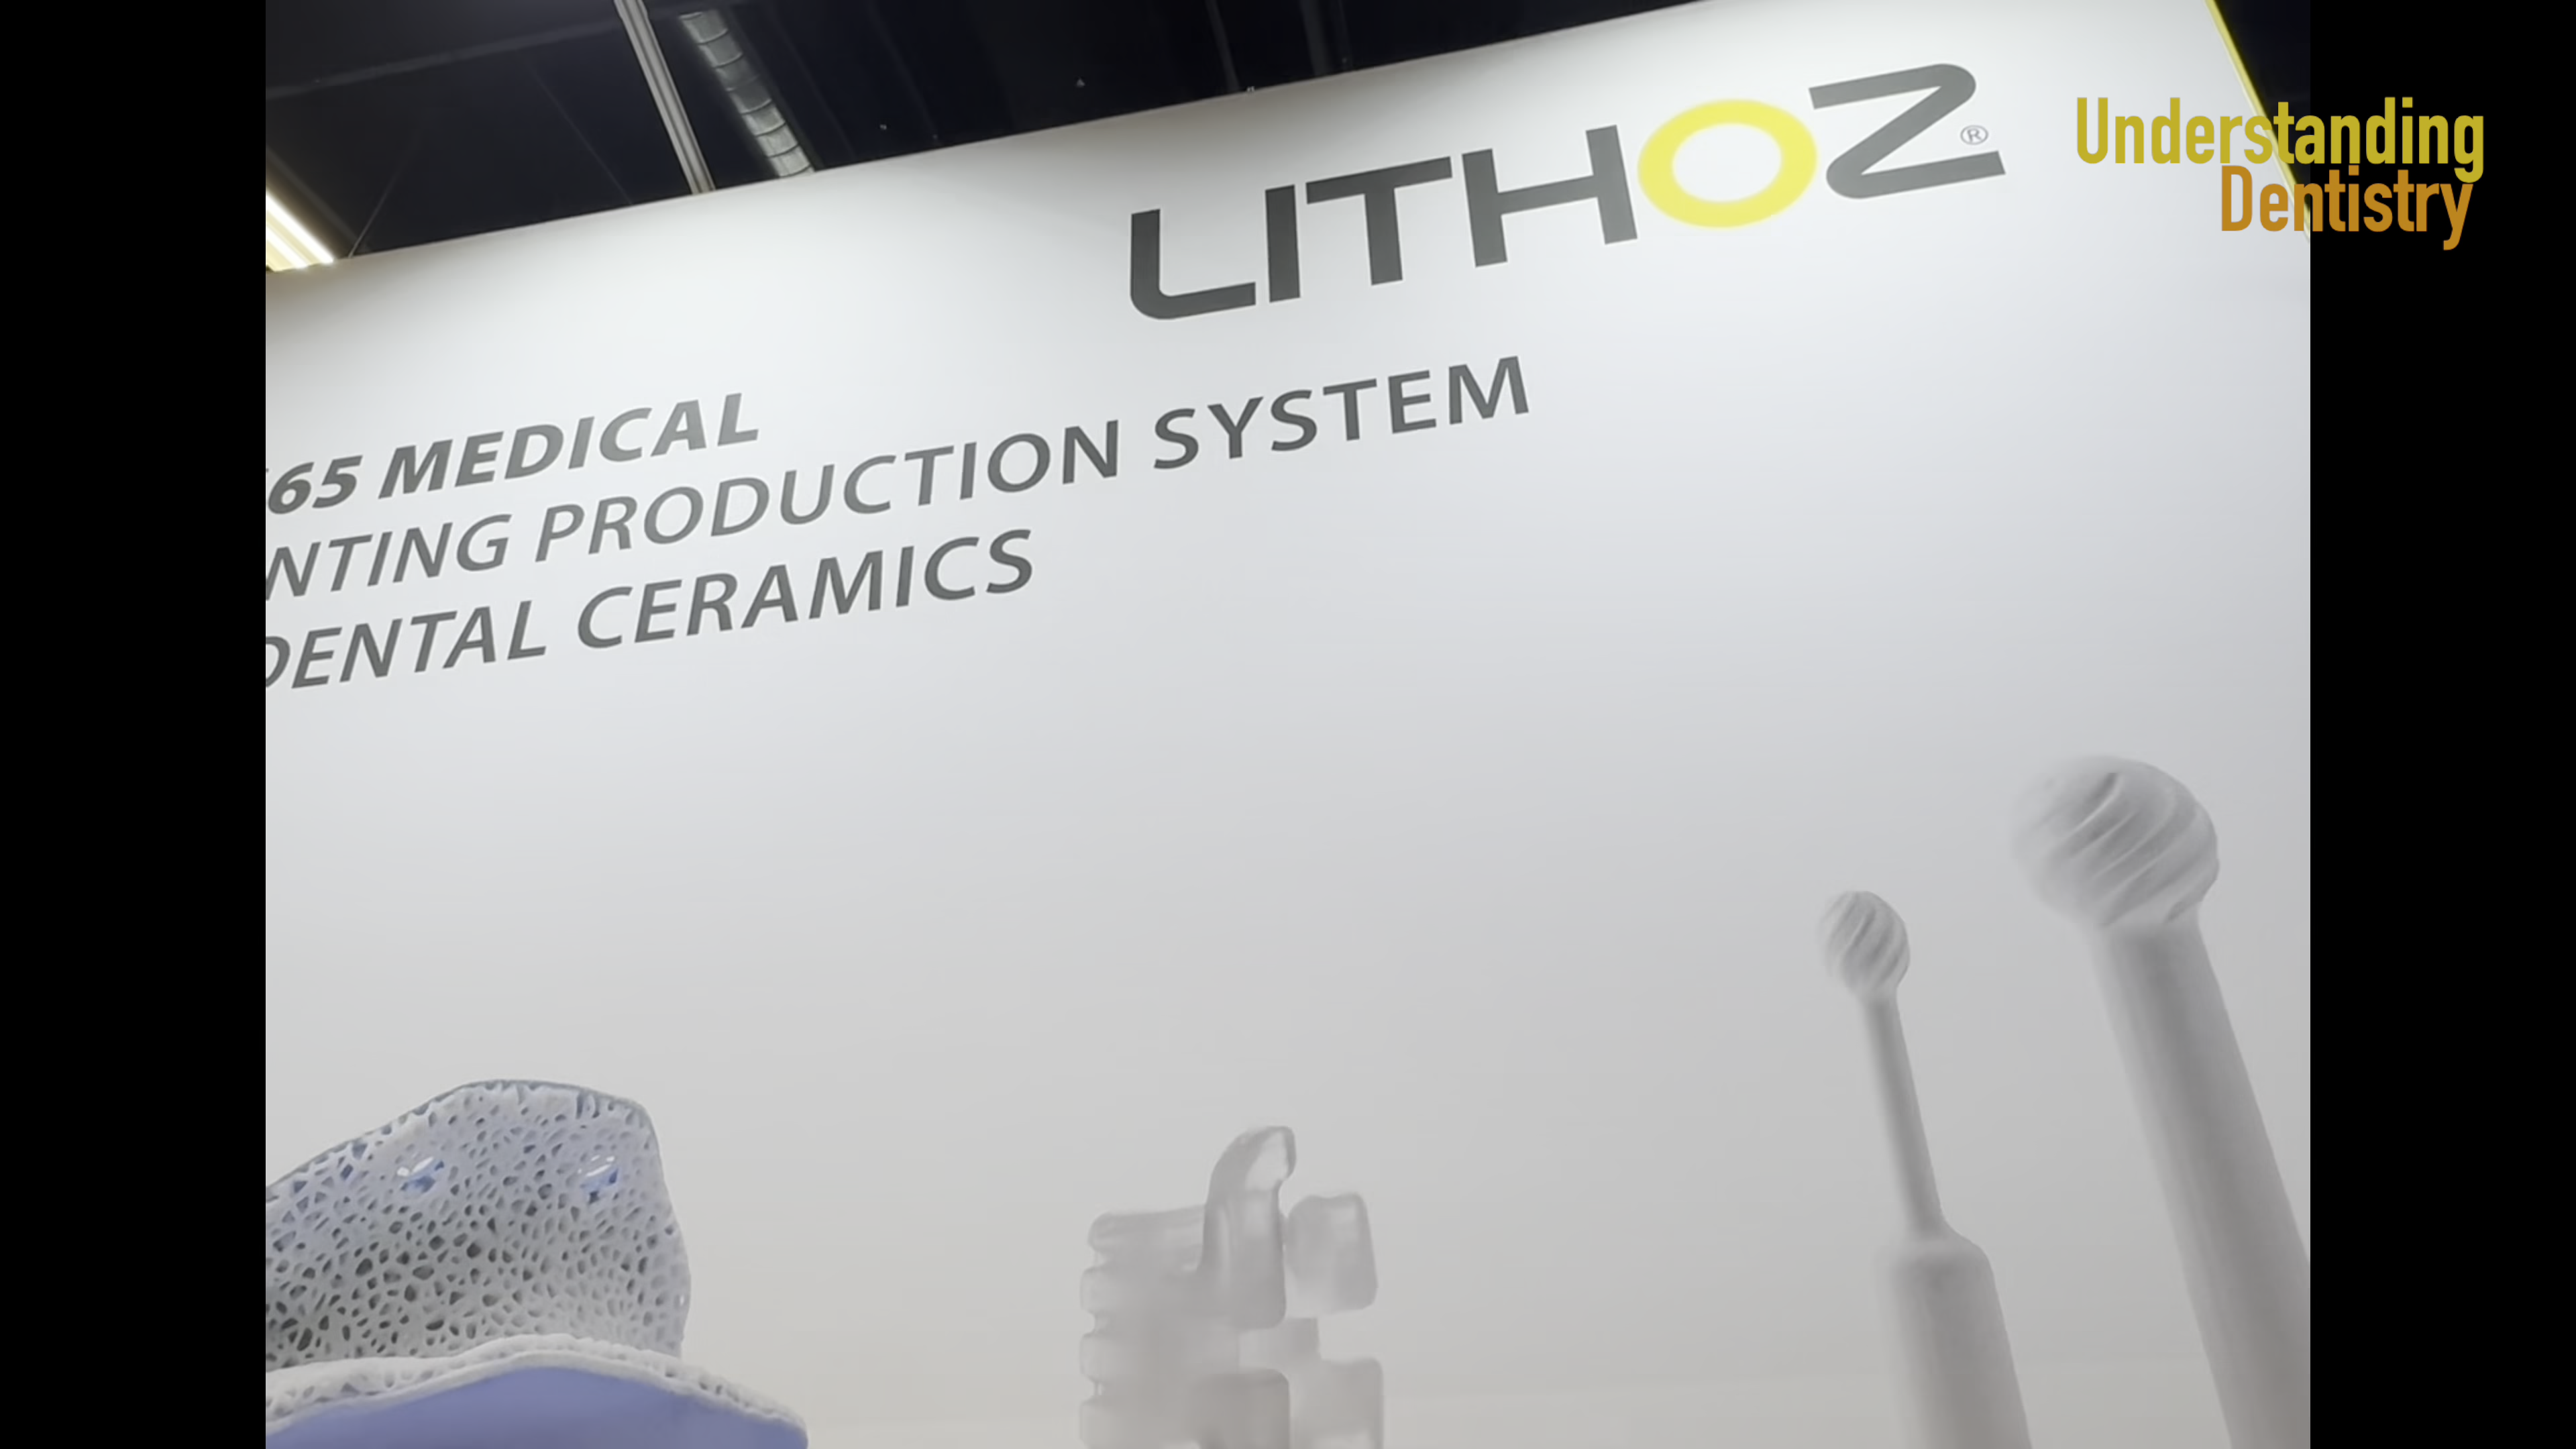 LITHOZ®
Understanding
Dentistry
65 MEDICAL
NTING PRODUCTION SYSTEM
DENTAL CERAMICS